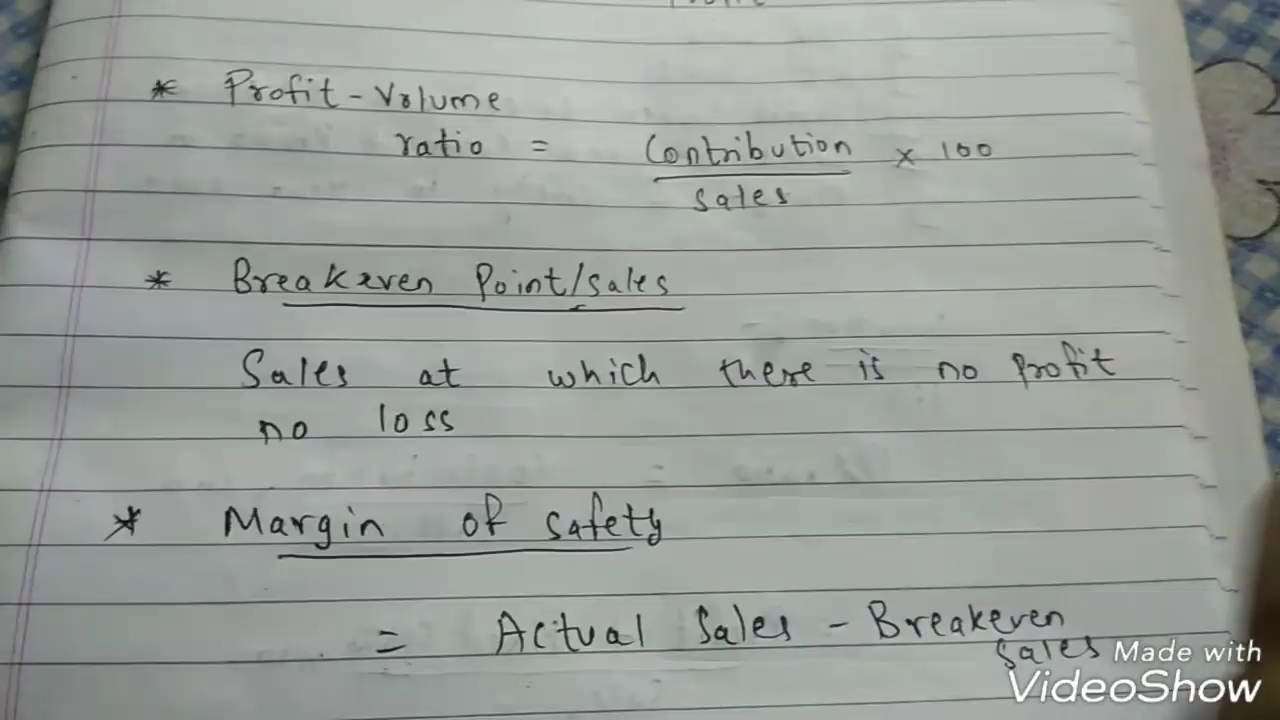 * Profit-Volume
ratio = Contribution × 100
sales
* Breakeven Point/sales
Sales at which there is no Profit
no loss
* Margin of safety
= Actual Sales - Breakeven
sales
Made with
VideoShow